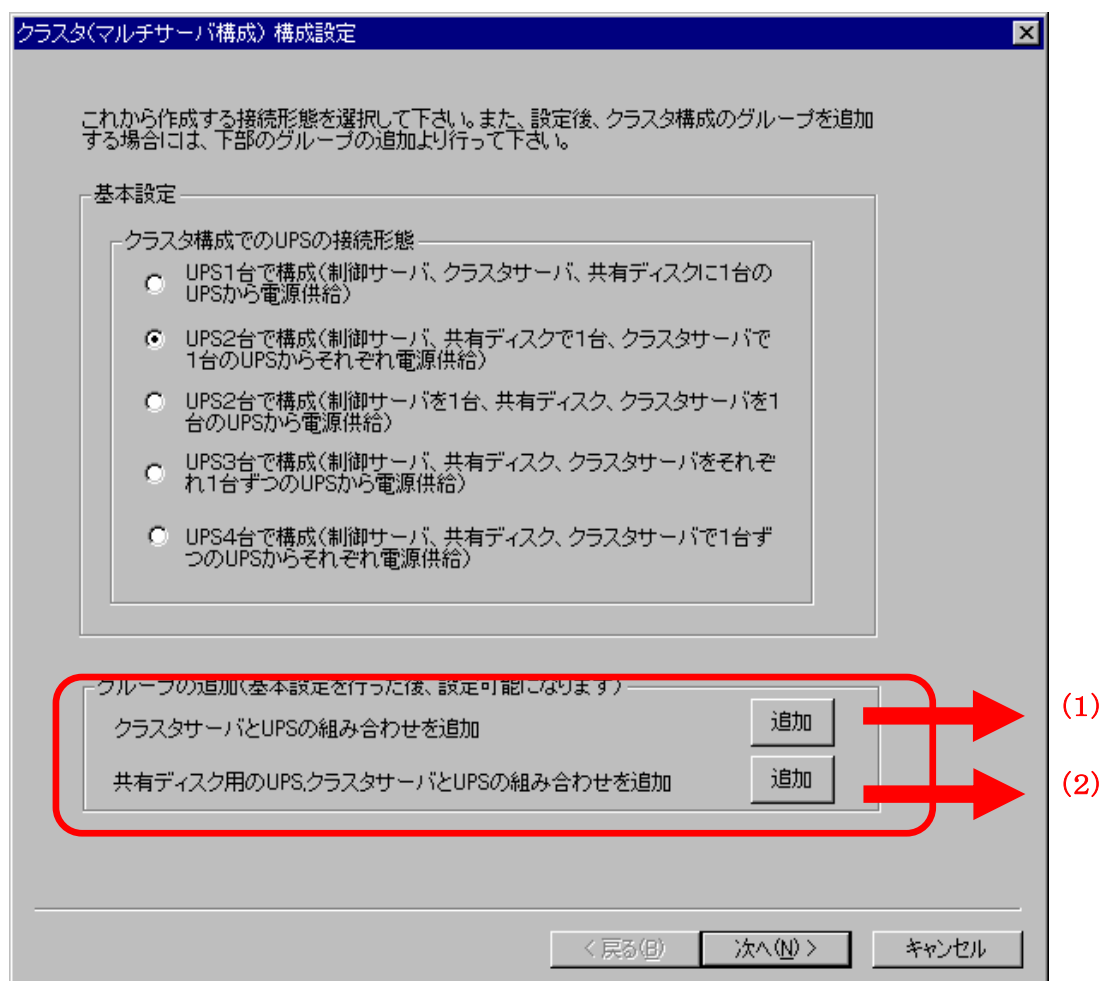 クラスタ(マルチサーバ構成) 構成設定
これから作成する接続形態を選択して下さい。また、設定後、クラスタ構成のグループを追加
する場合には、下部のグループの追加より行って下さい。
基本設定
クラスタ構成でのUPSの接続形態
UPS1台で構成(制御サーバ、クラスタサーバ、共有ディスクに1台の
UPSから電源供給)
UPS2台で構成(制御サーバ、共有ディスクで1台、クラスタサーバで
1台のUPSからそれぞれ電源供給)
UPS2台で構成(制御サーバを1台、共有ディスク、クラスタサーバを1
台のUPSから電源供給)
UPS3台で構成(制御サーバ、共有ディスク、クラスタサーバをそれぞ
れ1台ずつのUPSから電源供給)
UPS4台で構成(制御サーバ、共有ディスク、クラスタサーバで1台ず
つのUPSからそれぞれ電源供給)
グループの追加(基本設定を行った後、設定可能になります)
クラスタサーバとUPSの組み合わせを追加
追加
(1)
共有ディスク用のUPS,クラスタサーバとUPSの組み合わせを追加
追加
(2)
< 戻る(B)
次へ(N) >
キャンセル